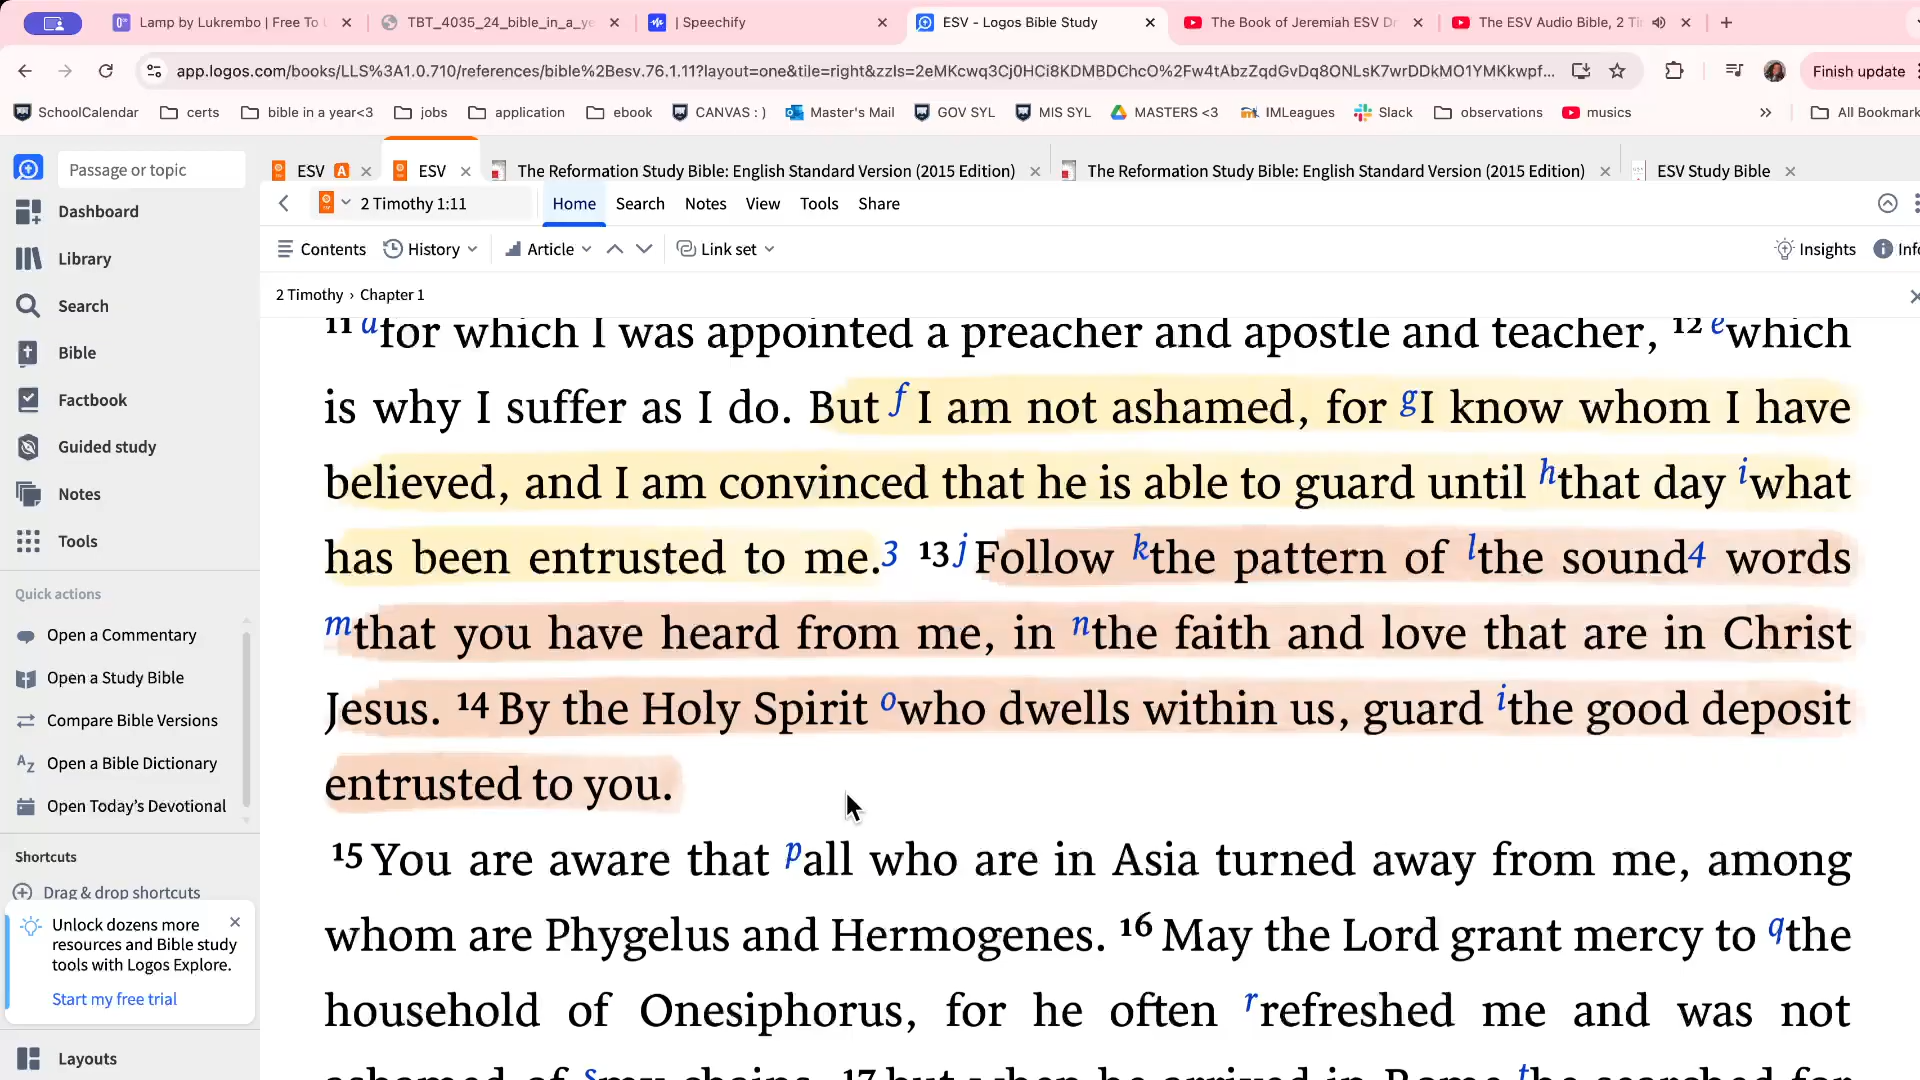 Lamp by Lukrembo | Free To U
TBT_4035_24_bible_in_a_ye
| Speechify
ESV - Logos Bible Study
The Book of Jeremiah ESV Dr
The ESV Audio Bible, 2 Ti
app.logos.com/books/LLS%3A1.0.710/references/bible%2Besv.76.1.11?layout=one&tile=right&zzls=2eMKcwq3Cj0HCi8KDMBDChcO%2Fw4tAbzZqdGvDq8ONLsK7wrDDkMO1YMKkwpf...
Finish update
SchoolCalendar
certs
bible in a year<3
jobs
application
ebook
CANVAS : )
Master's Mail
GOV SYL
MIS SYL
MASTERS <3
IMLeagues
Slack
observations
musics
»
All Bookmark
Passage or topic
ESV A
ESV
The Reformation Study Bible: English Standard Version (2015 Edition)
The Reformation Study Bible: English Standard Version (2015 Edition)
ESV Study Bible
2 Timothy 1:11
Home
Search
Notes
View
Tools
Share
Contents
History
Article
Link set
Insights
Info
2 Timothy › Chapter 1
Dashboard
Library
Search
Bible
Factbook
Guided study
Notes
Tools
Quick actions
Open a Commentary
Open a Study Bible
Compare Bible Versions
Open a Bible Dictionary
Open Today's Devotional
Shortcuts
Drag & drop shortcuts
Unlock dozens more
resources and Bible study
tools with Logos Explore.
Start my free trial
Layouts
11 d for which I was appointed a preacher and apostle and teacher, 12 e which
is why I suffer as I do. But f I am not ashamed, for g I know whom I have
believed, and I am convinced that he is able to guard until h that day i what
has been entrusted to me.3 13 j Follow k the pattern of l the sound4 words
m that you have heard from me, in n the faith and love that are in Christ
Jesus. 14 By the Holy Spirit o who dwells within us, guard i the good deposit
entrusted to you.
15 You are aware that p all who are in Asia turned away from me, among
whom are Phygelus and Hermogenes. 16 May the Lord grant mercy to q the
household of Onesiphorus, for he often r refreshed me and was not
ashamed of s my chains, 17 but when he arrived in Rome t he searched for